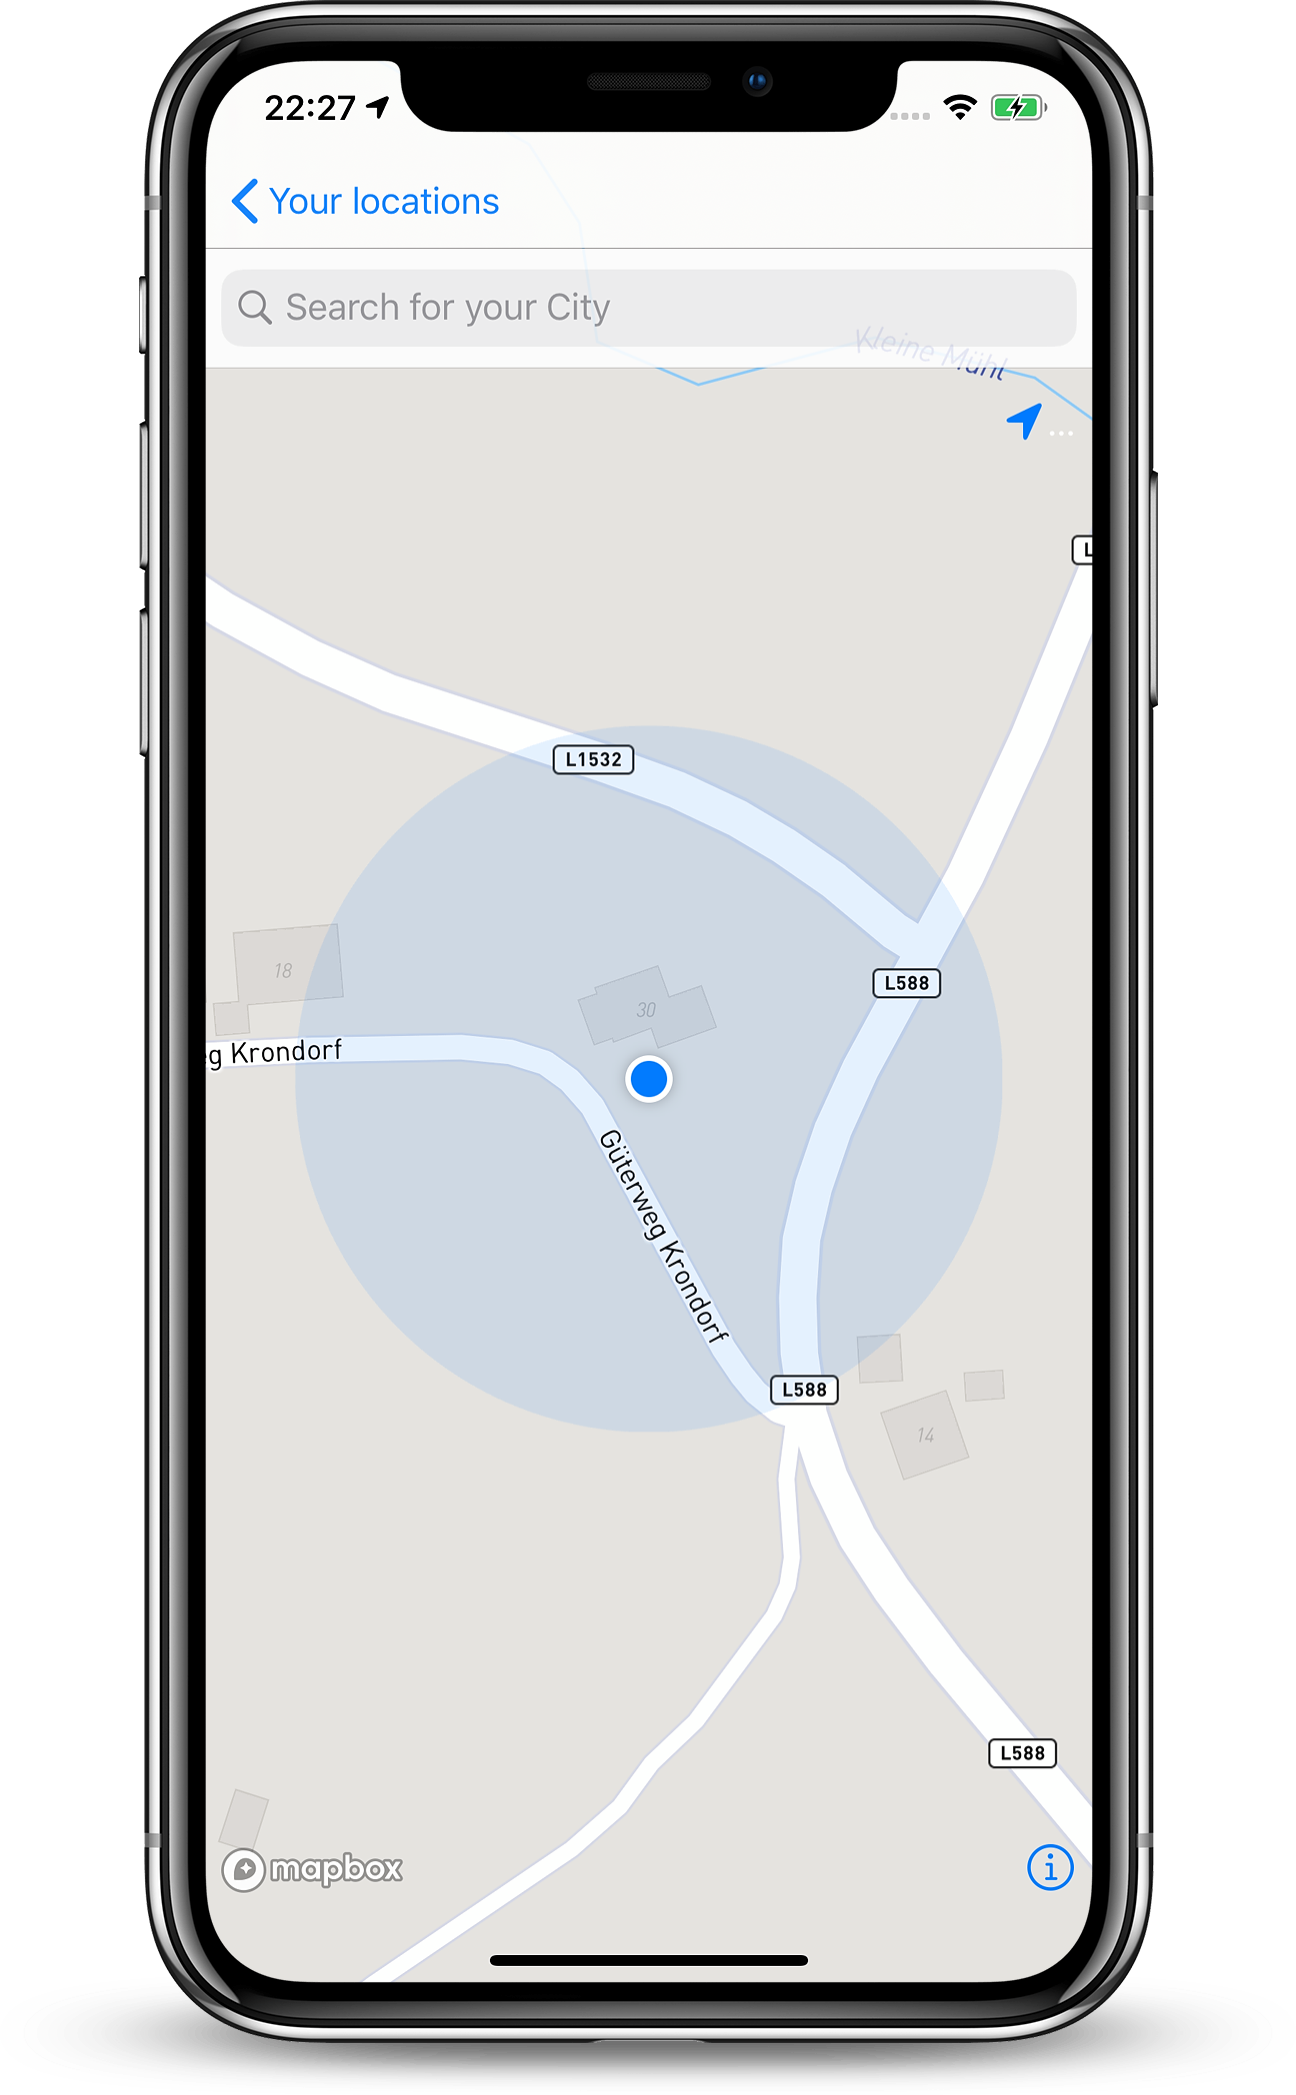 22:27
Your locations
Search for your City
Kleine Mühl
L
L1532
18
30
L588
g Krondorf
Güterweg Krondorf
L588
14
L588
mapbox